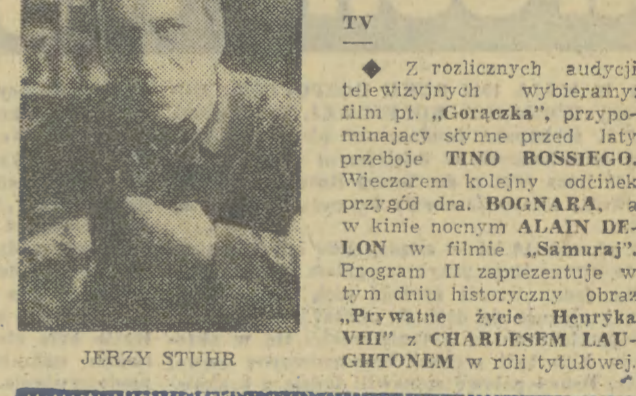 JERZY STUHR
TV
◆ Z rozlicznych audycji
telewizyjnych wybieramy:
film pt. „Gorączka”, przypo-
minający słynne przed laty
przeboje TINO ROSSIEGO.
Wieczorem kolejny odcinek
przygód dra. BOGNARA, a
w kinie nocnym ALAIN DE-
LON w filmie „Samuraj”.
Program II zaprezentuje w
tym dniu historyczny obraz
„Prywatne życie Henryka
VIII” z CHARLESEM LAU-
GHTONEM w roli tytułowej.